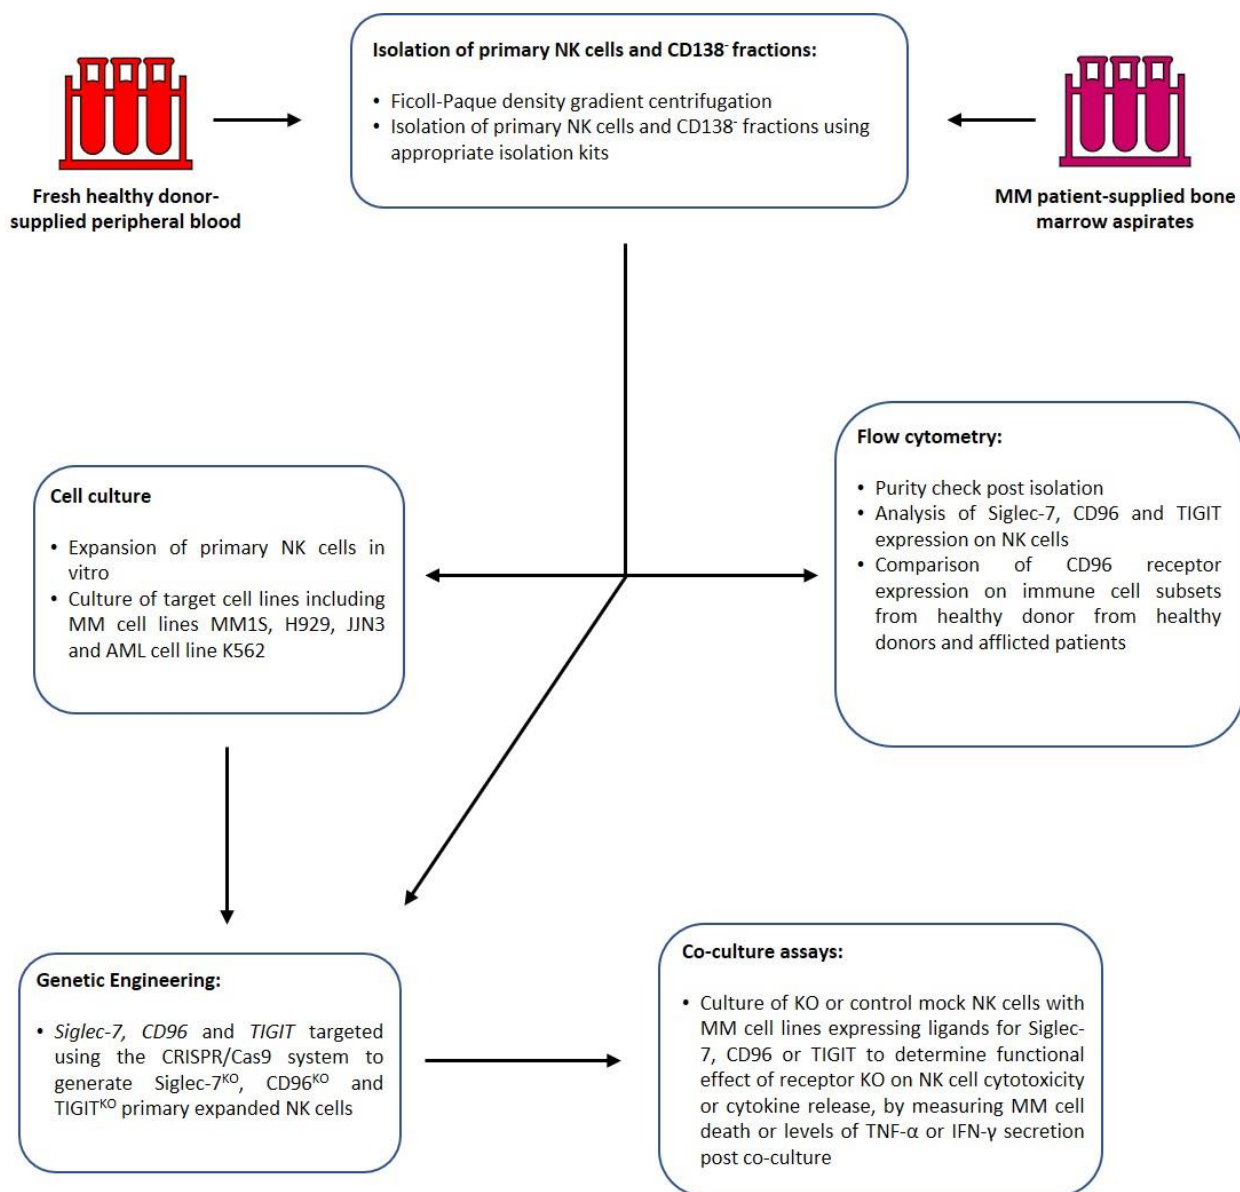 Isolation of primary NK cells and CD138⁻ fractions:
• Ficoll-Paque density gradient centrifugation
• Isolation of primary NK cells and CD138⁻ fractions using
appropriate isolation kits
Fresh healthy donor-
supplied peripheral blood
MM patient-supplied bone
marrow aspirates
Flow cytometry:
• Purity check post isolation
• Analysis of Siglec-7, CD96 and TIGIT
expression on NK cells
• Comparison of CD96 receptor
expression on immune cell subsets
from healthy donor from healthy
donors and afflicted patients
Cell culture
• Expansion of primary NK cells in
vitro
• Culture of target cell lines including
MM cell lines MM1S, H929, JJN3
and AML cell line K562
Genetic Engineering:
• Siglec-7, CD96 and TIGIT targeted
using the CRISPR/Cas9 system to
generate Siglec-7ᴷᴼ, CD96ᴷᴼ and
TIGITᴷᴼ primary expanded NK cells
Co-culture assays:
• Culture of KO or control mock NK cells with
MM cell lines expressing ligands for Siglec-
7, CD96 or TIGIT to determine functional
effect of receptor KO on NK cell cytotoxicity
or cytokine release, by measuring MM cell
death or levels of TNF-α or IFN-γ secretion
post co-culture